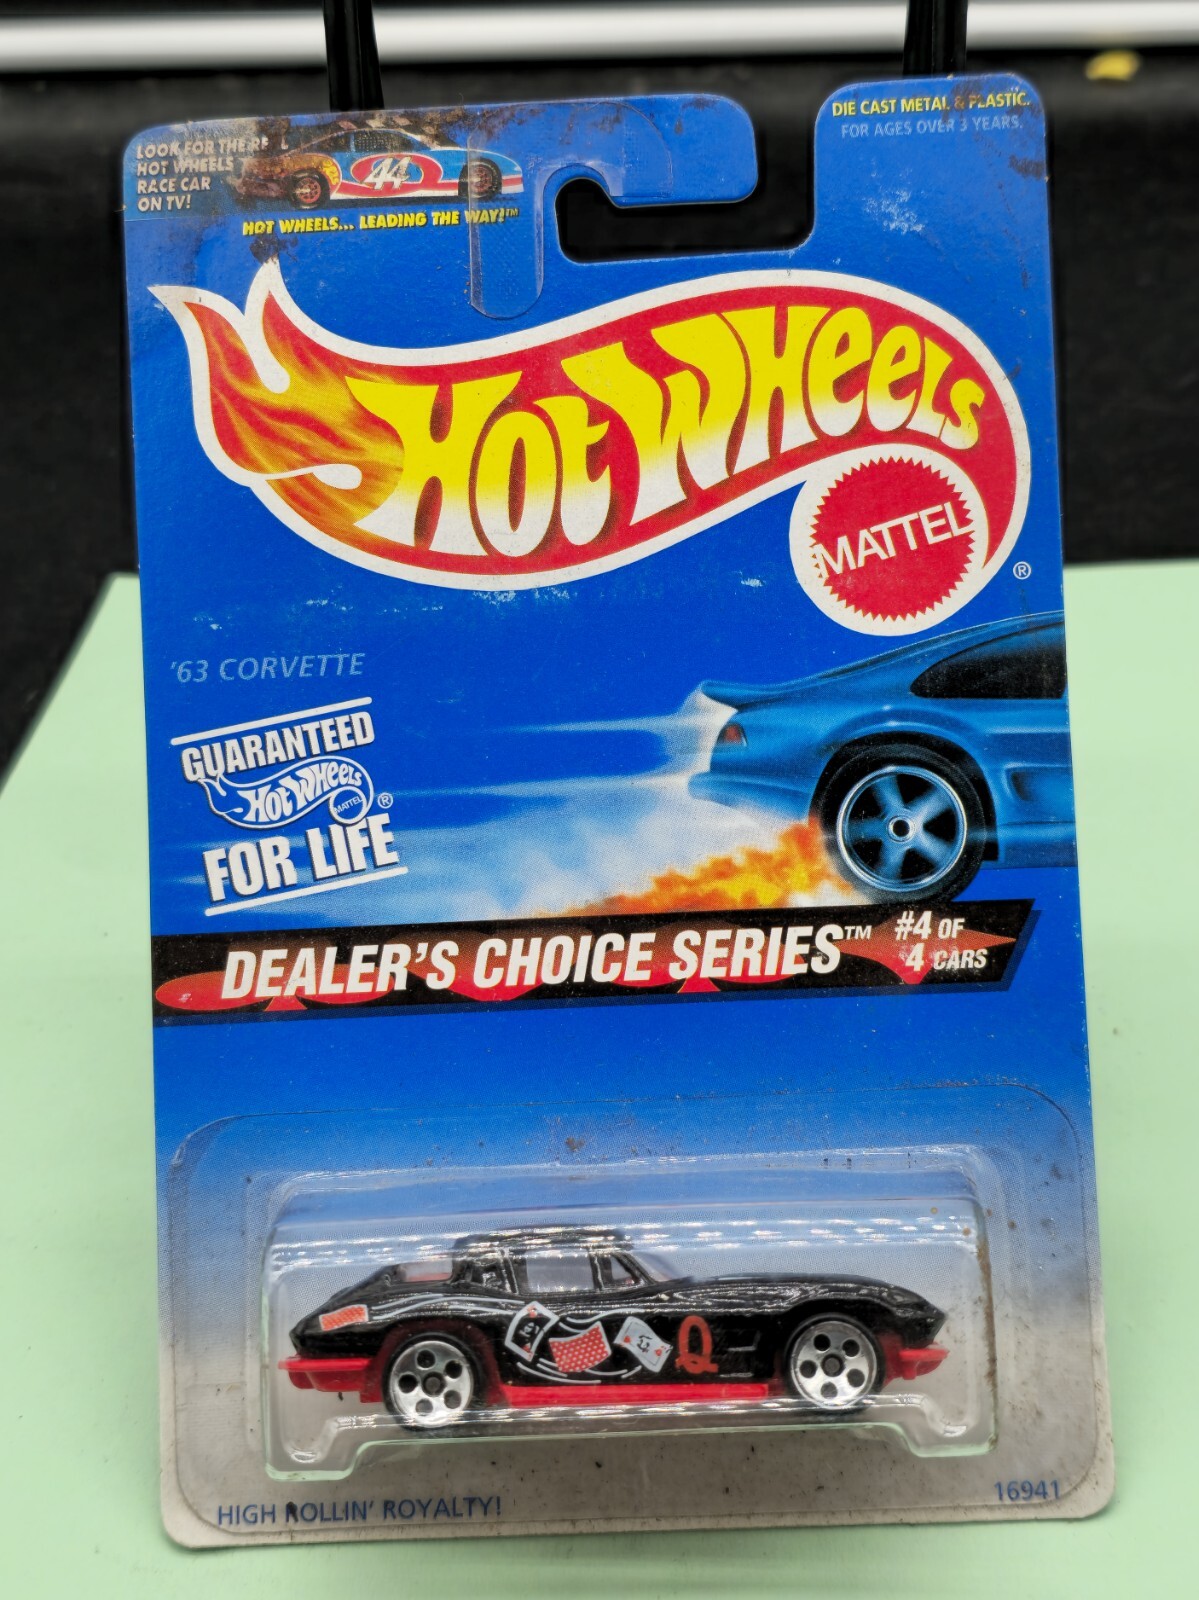 LOOK FOR THE REAL
HOT WHEELS
RACE CAR
ON TV!
44
HOT WHEELS... LEADING THE WAY!™
DIE CAST METAL & PLASTIC.
FOR AGES OVER 3 YEARS.
HOT WHEELS
MATTEL
®
'63 CORVETTE
GUARANTEED
HOT WHEELS
MATTEL ®
FOR LIFE
DEALER'S CHOICE SERIES™ #4 OF
4 CARS
Q
HIGH ROLLIN' ROYALTY!
16941